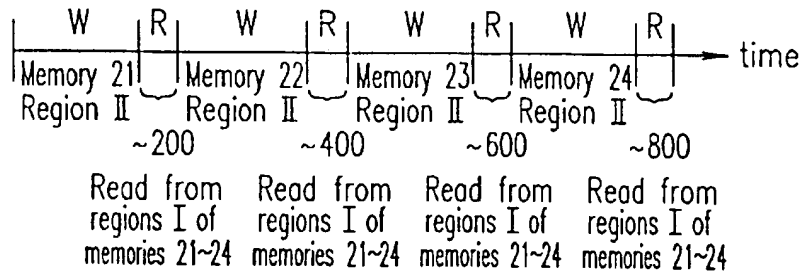 W R W R W R W R
time
Memory 21 Memory 22 Memory 23 Memory 24
Region II Region II Region II Region II
~200 ~400 ~600 ~800
Read from Read from Read from Read from
regions I of regions I of regions I of regions I of
memories 21~24 memories 21~24 memories 21~24 memories 21~24